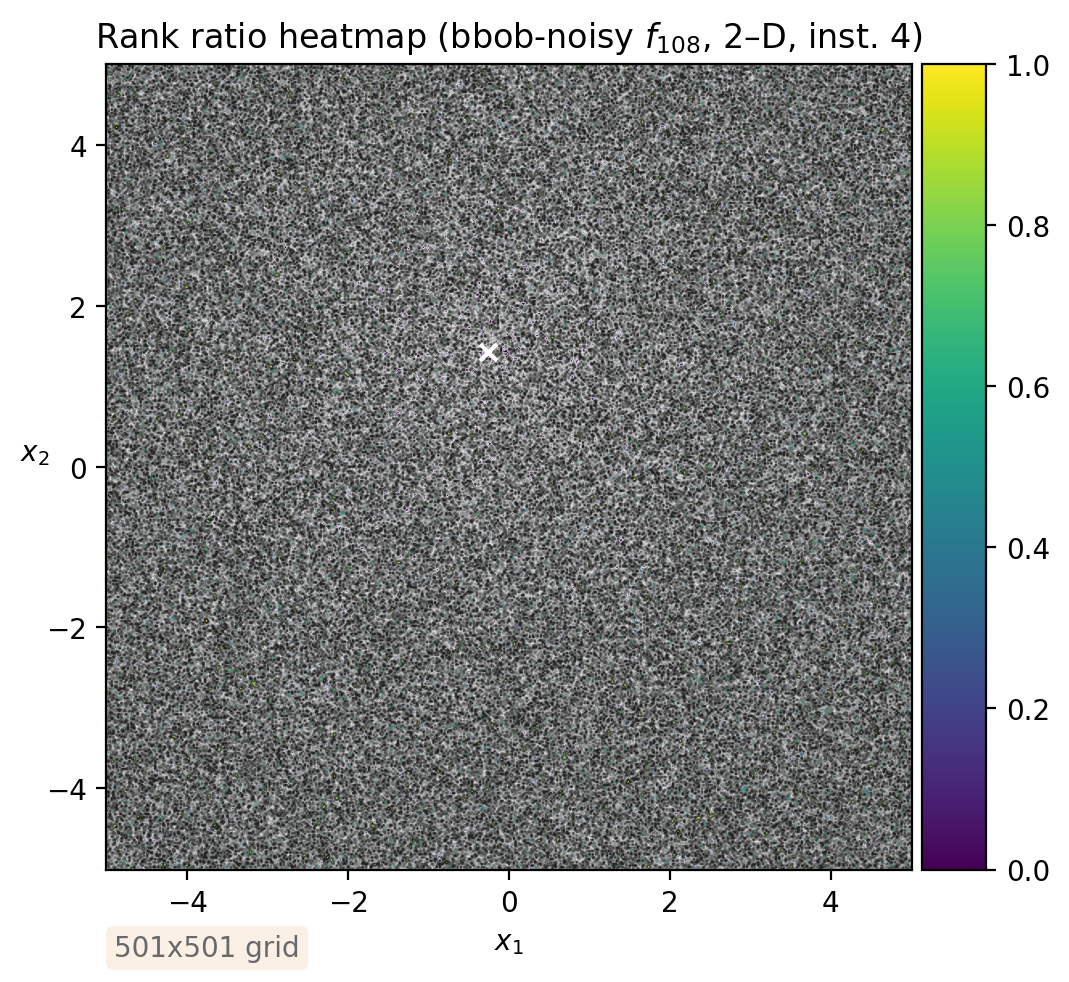 Rank ratio heatmap (bbob-noisy f₁₀₈, 2–D, inst. 4)
1.0
0.8
0.6
0.4
0.2
0.0
4
2
0
−2
−4
x₂
−4 −2 0 2 4
x₁
501x501 grid